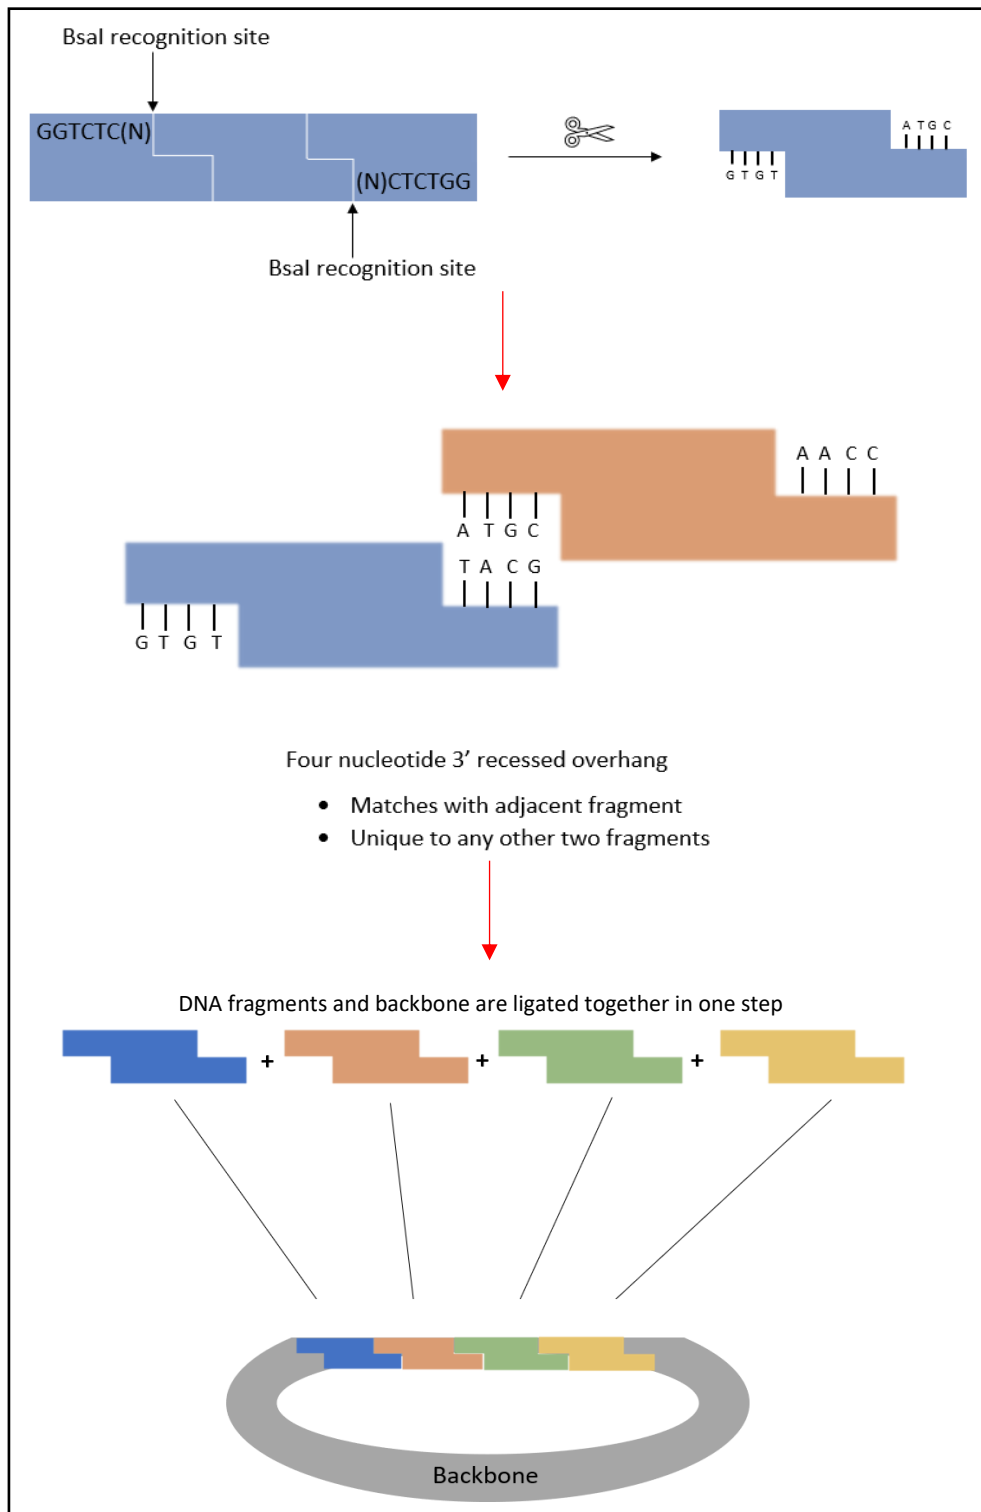 BsaI recognition site
GGTCTC(N)
(N)CTCTGG
BsaI recognition site
A T G C
G T G T
A A C C
A T G C
T A C G
G T G T
Four nucleotide 3’ recessed overhang
• Matches with adjacent fragment
• Unique to any other two fragments
DNA fragments and backbone are ligated together in one step
+ + +
Backbone